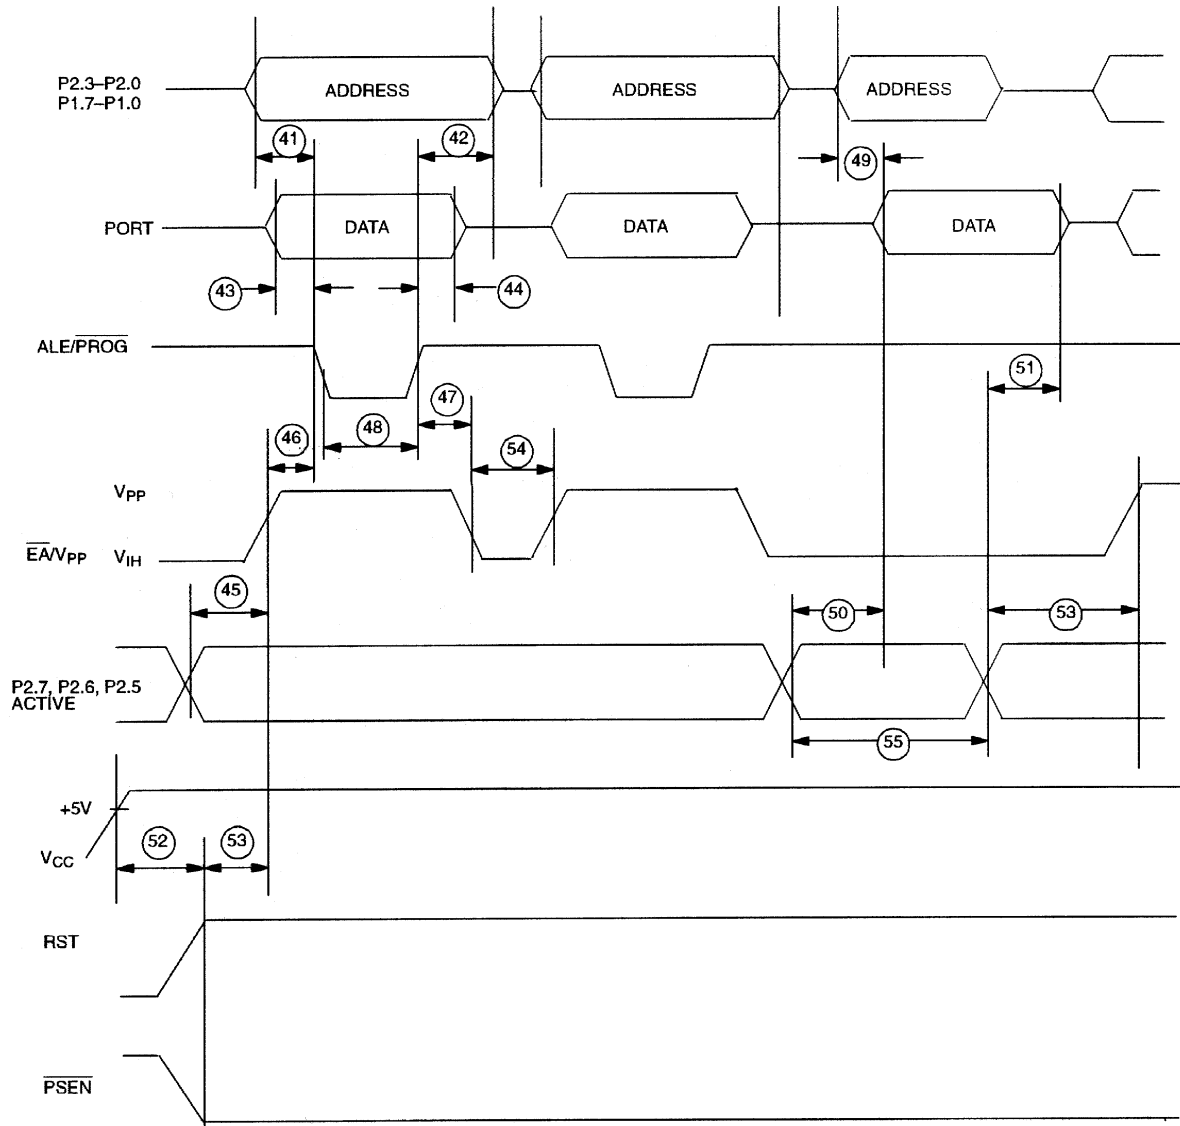 P2.3–P2.0
P1.7–P1.0
ADDRESS
ADDRESS
ADDRESS
41
42
49
PORT
DATA
DATA
DATA
43
44
ALE/PROG
51
47
46
48
54
VPP
EA/VPP
VIH
45
50
53
P2.7, P2.6, P2.5
ACTIVE
55
+5V
52
53
VCC
RST
PSEN